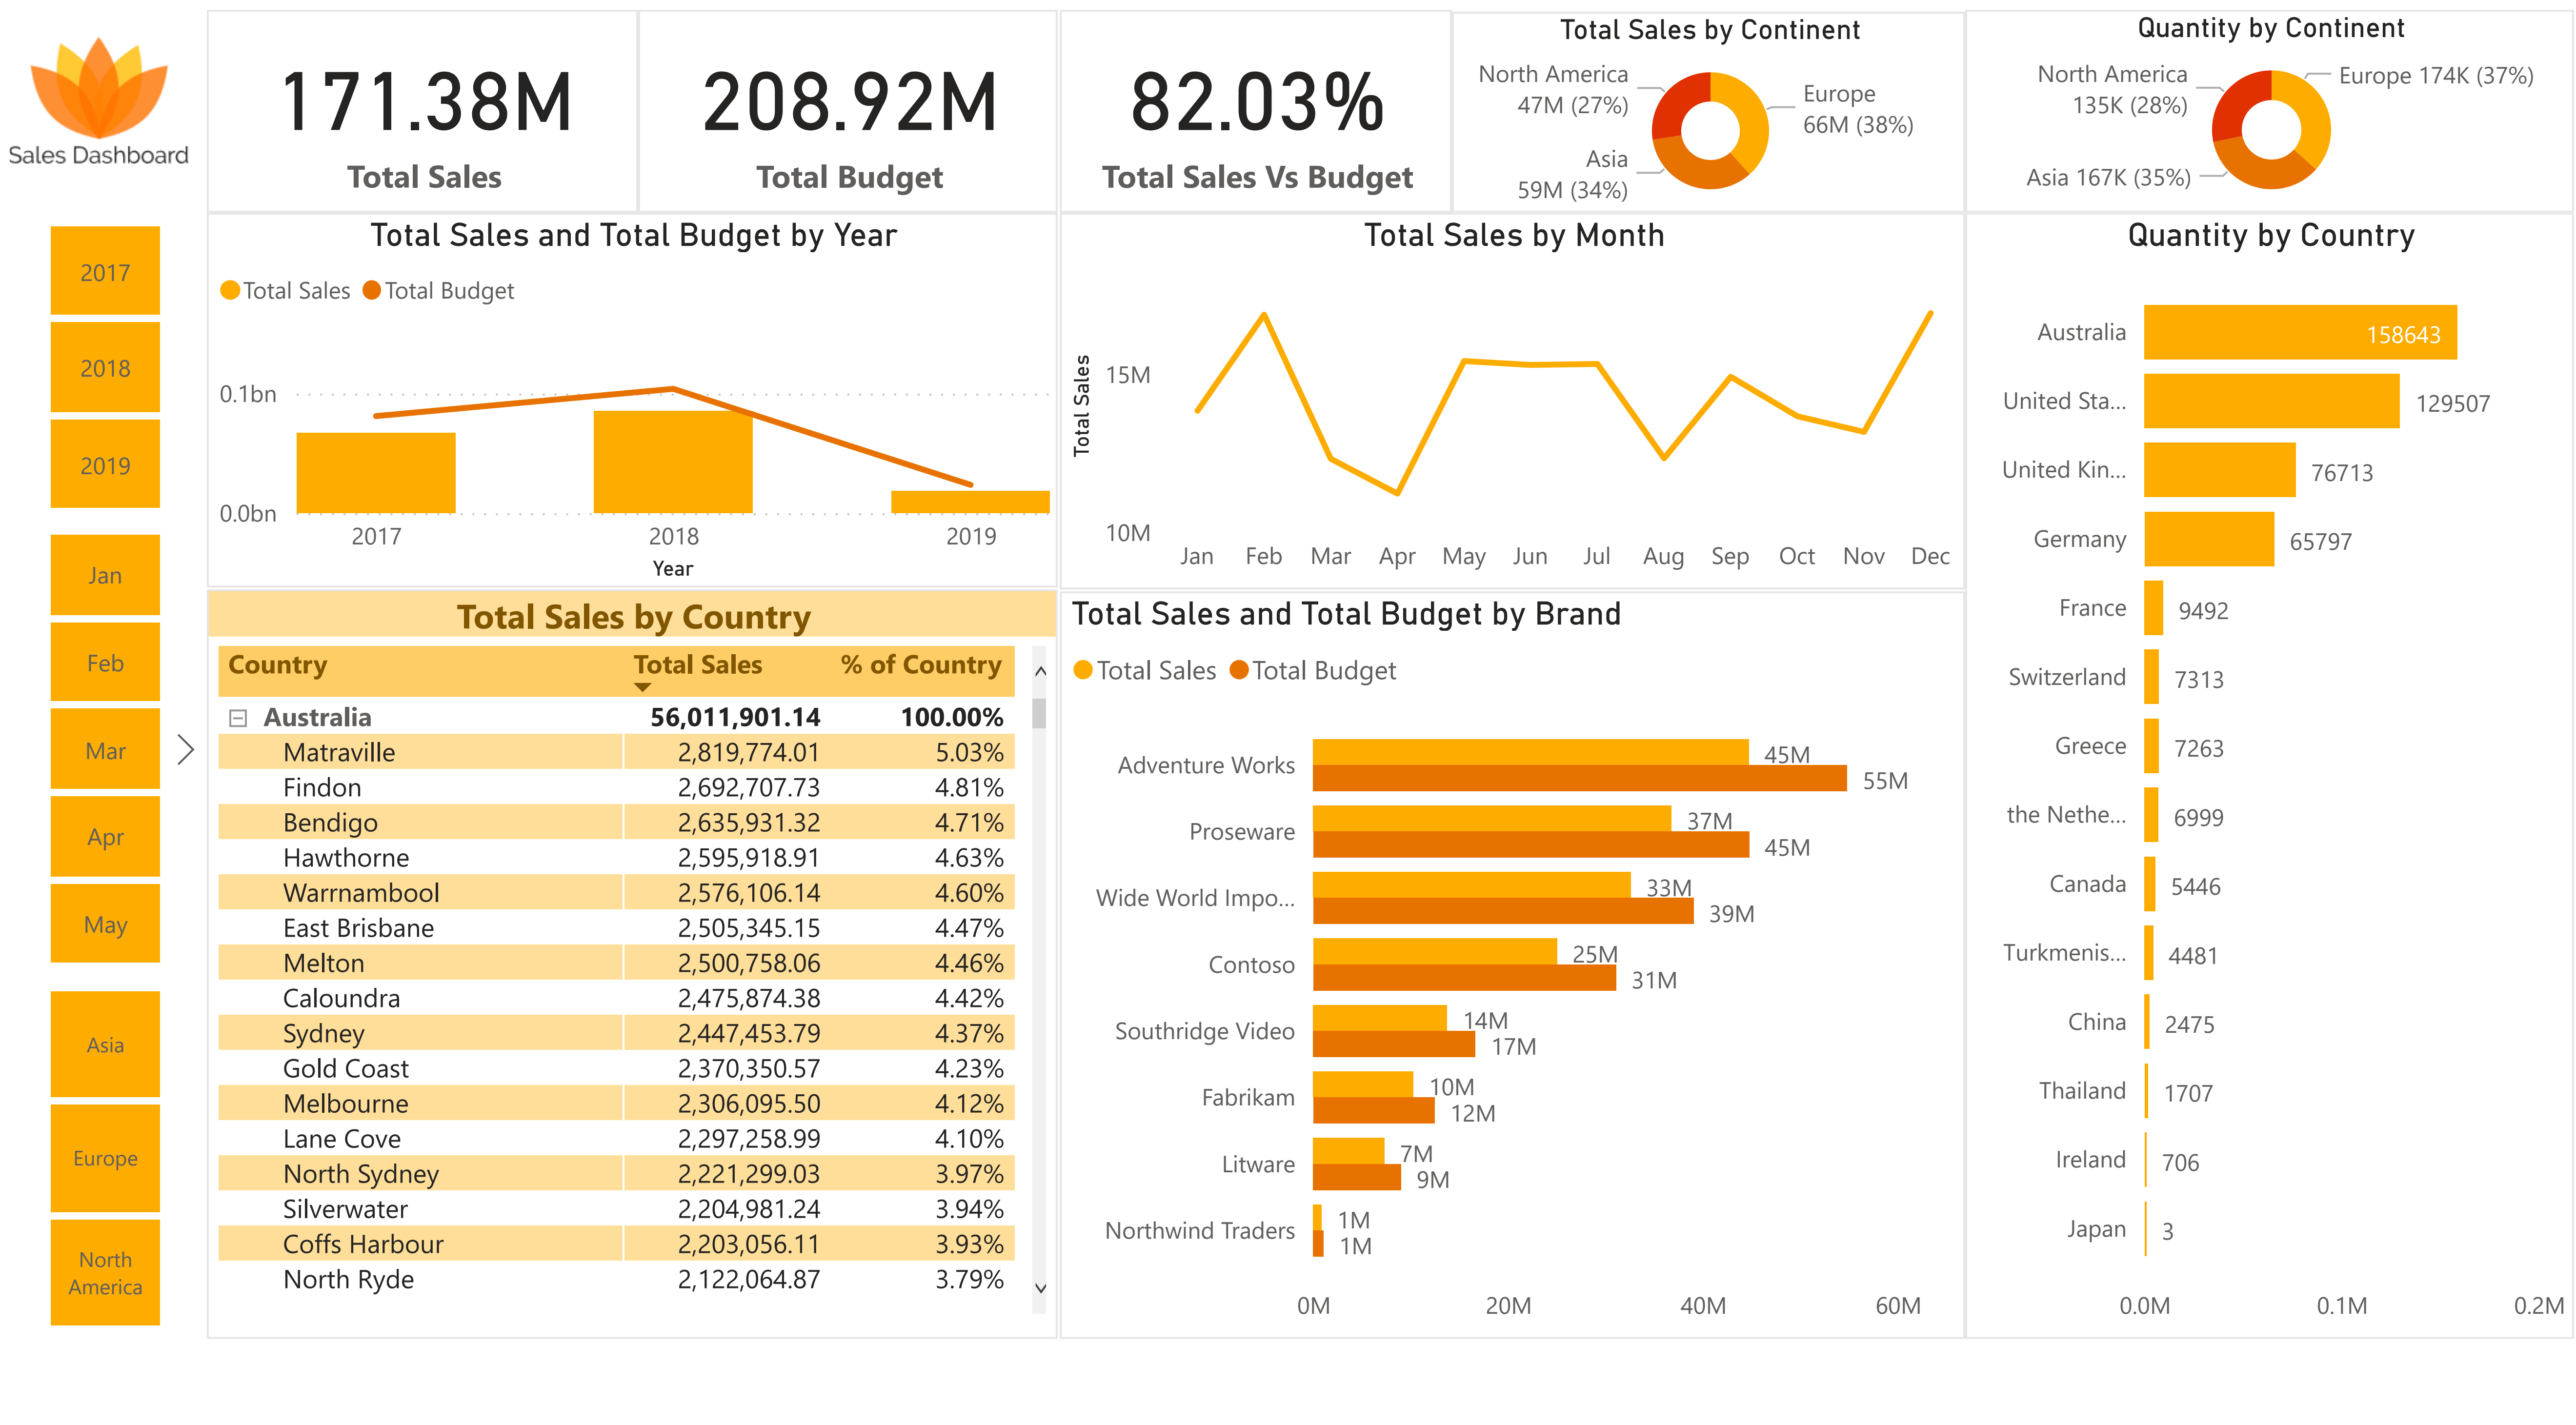 Sales Dashboard
2017
2018
2019
Jan
Feb
Mar
Apr
May
Asia
Europe
North
America
171.38M
Total Sales
208.92M
Total Budget
82.03%
Total Sales Vs Budget
Total Sales by Continent
North America
47M (27%)
Europe
66M (38%)
Asia
59M (34%)
Quantity by Continent
North America
135K (28%)
Europe 174K (37%)
Asia 167K (35%)
Total Sales and Total Budget by Year
Total Sales Total Budget
0.1bn
0.0bn
2017 2018 2019
Year
Total Sales by Month
Total Sales
15M
10M
Jan Feb Mar Apr May Jun Jul Aug Sep Oct Nov Dec
Total Sales by Country
Country Total Sales % of Country
Australia 56,011,901.14 100.00%
Matraville 2,819,774.01 5.03%
Findon 2,692,707.73 4.81%
Bendigo 2,635,931.32 4.71%
Hawthorne 2,595,918.91 4.63%
Warrnambool 2,576,106.14 4.60%
East Brisbane 2,505,345.15 4.47%
Melton 2,500,758.06 4.46%
Caloundra 2,475,874.38 4.42%
Sydney 2,447,453.79 4.37%
Gold Coast 2,370,350.57 4.23%
Melbourne 2,306,095.50 4.12%
Lane Cove 2,297,258.99 4.10%
North Sydney 2,221,299.03 3.97%
Silverwater 2,204,981.24 3.94%
Coffs Harbour 2,203,056.11 3.93%
North Ryde 2,122,064.87 3.79%
Total Sales and Total Budget by Brand
Total Sales Total Budget
Adventure Works 45M
55M
Proseware 37M
45M
Wide World Impo... 33M
39M
Contoso 25M
31M
Southridge Video 14M
17M
Fabrikam 10M
12M
Litware 7M
9M
Northwind Traders 1M
1M
0M 20M 40M 60M
Quantity by Country
Australia 158643
United Sta... 129507
United Kin... 76713
Germany 65797
France 9492
Switzerland 7313
Greece 7263
the Nethe... 6999
Canada 5446
Turkmenis... 4481
China 2475
Thailand 1707
Ireland 706
Japan 3
0.0M 0.1M 0.2M